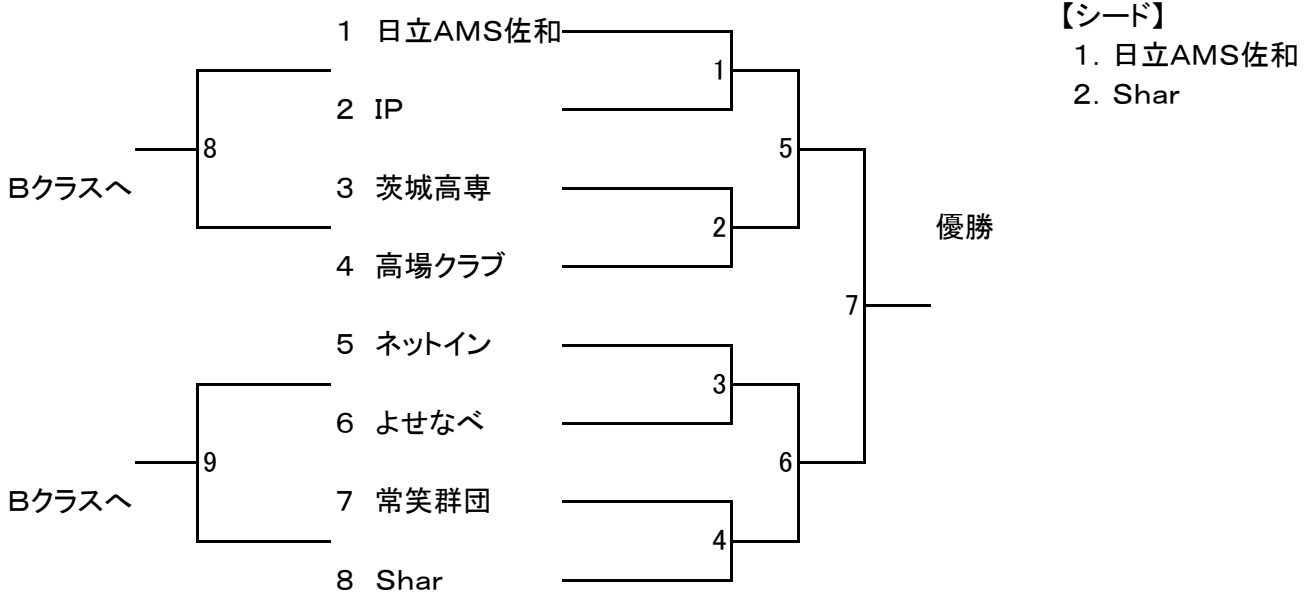 【シード】
1 日立AMS佐和
1. 日立AMS佐和
1
2. Shar
2 IP
8
5
Bクラスへ
3 茨城高専
2
優勝
4 高場クラブ
7
5 ネットイン
3
6 よせなべ
9
6
Bクラスへ
7 常笑群団
4
8 Shar